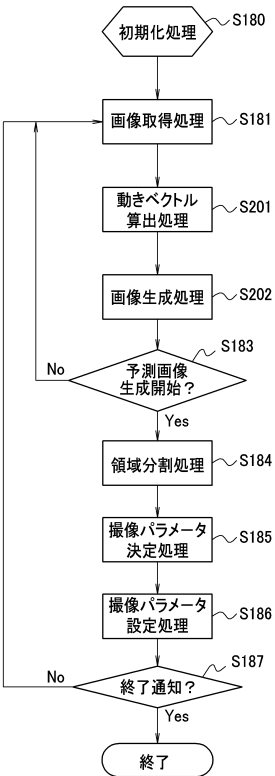 初期化処理
S180
画像取得処理
S181
動きベクトル
算出処理
S201
画像生成処理
S202
予測画像
生成開始？
S183
No
Yes
領域分割処理
S184
撮像パラメータ
決定処理
S185
撮像パラメータ
設定処理
S186
終了通知？
S187
No
Yes
終了